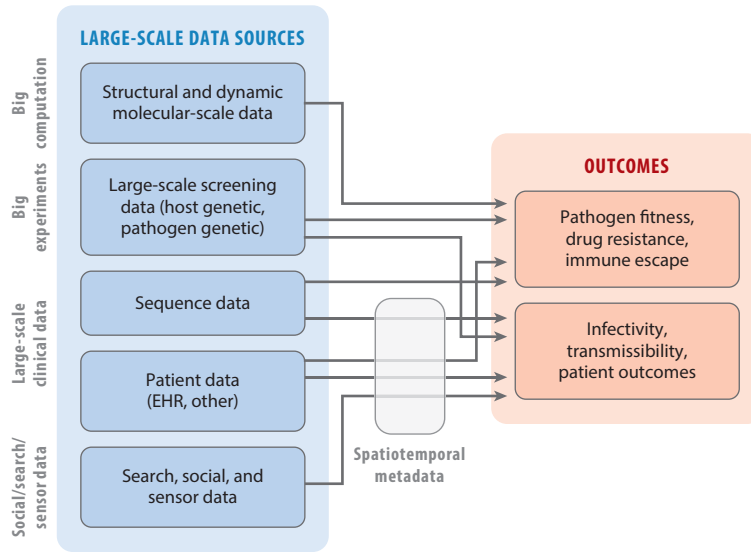 LARGE-SCALE DATA SOURCES
Big
computation
Structural and dynamic
molecular-scale data
Big
experiments
Large-scale screening
data (host genetic,
pathogen genetic)
Large-scale
clinical data
Sequence data
Patient data
(EHR, other)
Social/search/
sensor data
Search, social, and
sensor data
Spatiotemporal
metadata
OUTCOMES
Pathogen fitness,
drug resistance,
immune escape
Infectivity,
transmissibility,
patient outcomes